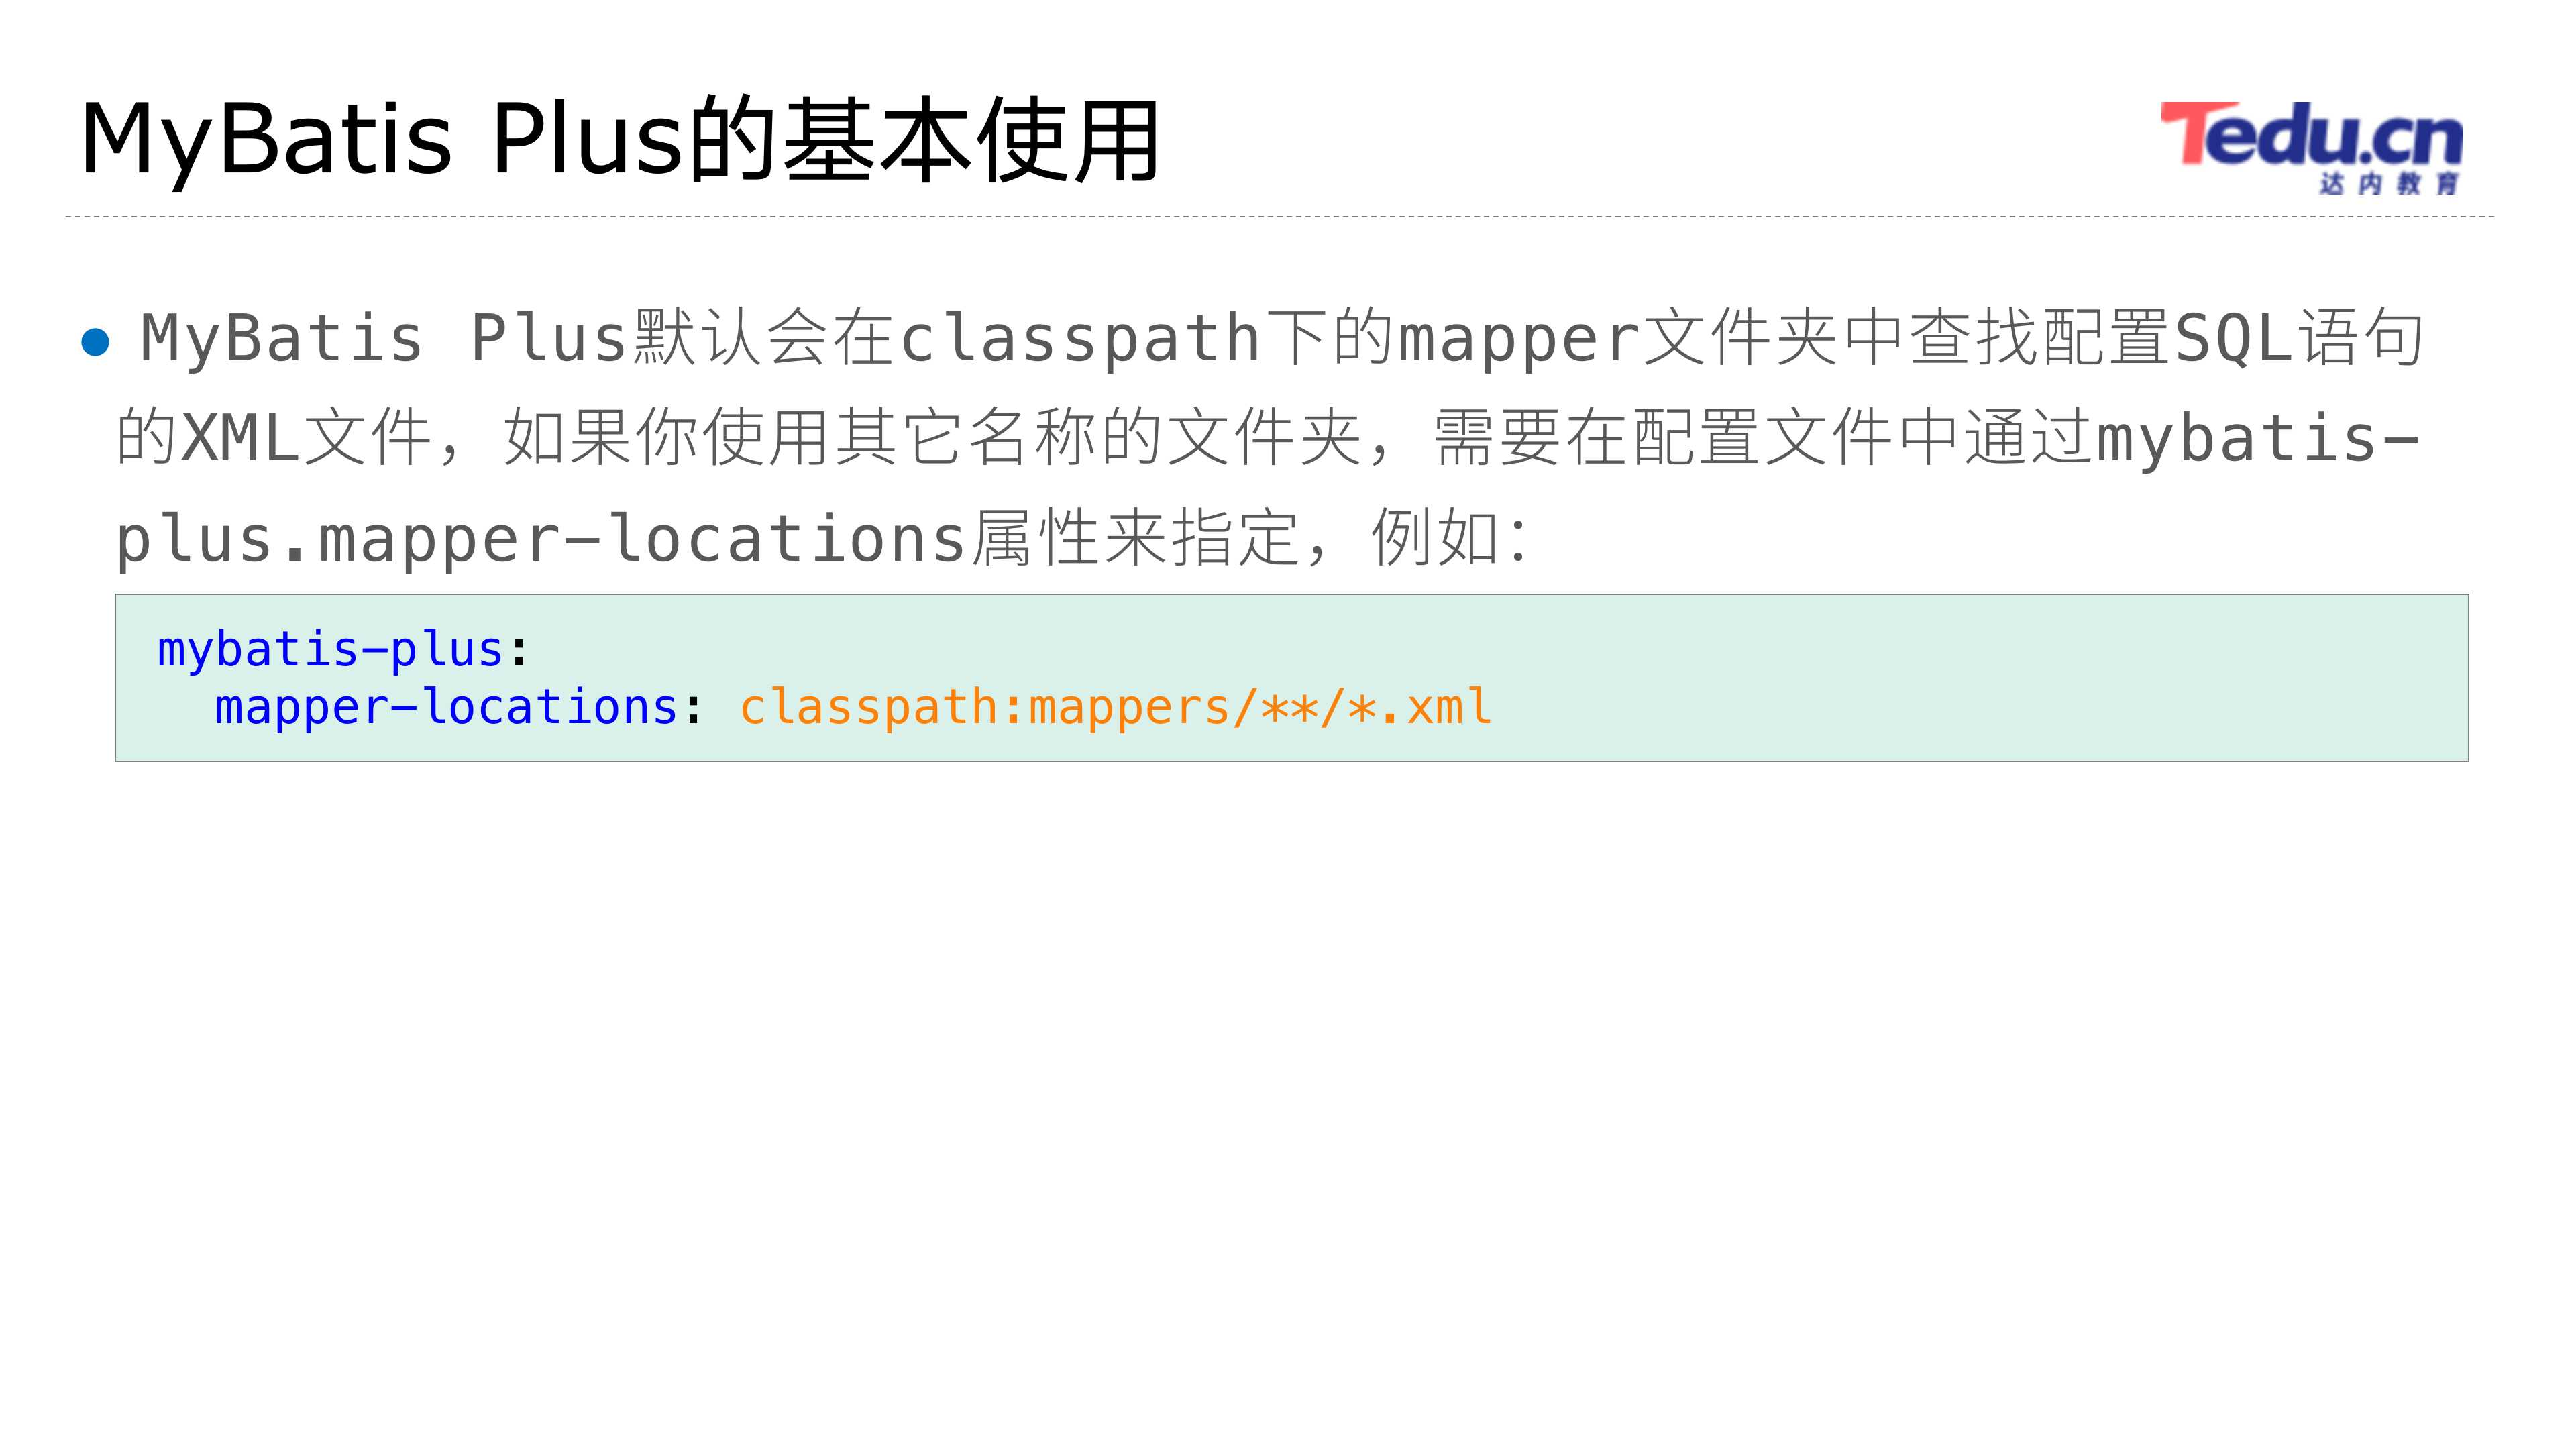 MyBatis Plus的基本使用
Tedu.cn
达内教育
MyBatis Plus默认会在classpath下的mapper文件夹中查找配置SQL语句
的XML文件，如果你使用其它名称的文件夹，需要在配置文件中通过mybatis-
plus.mapper-locations属性来指定，例如：
mybatis-plus:
  mapper-locations: classpath:mappers/**/*.xml